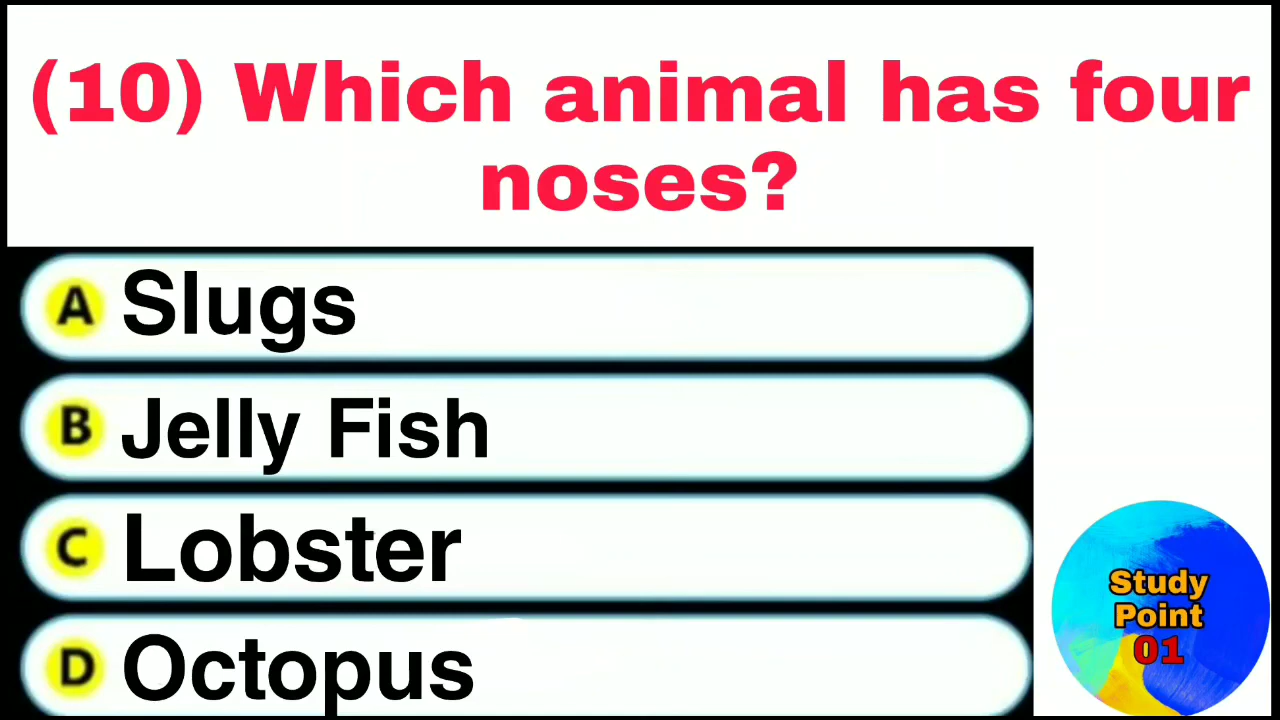 (10) Which animal has four
noses?
A Slugs
B Jelly Fish
C Lobster
D Octopus
Study
Point
01